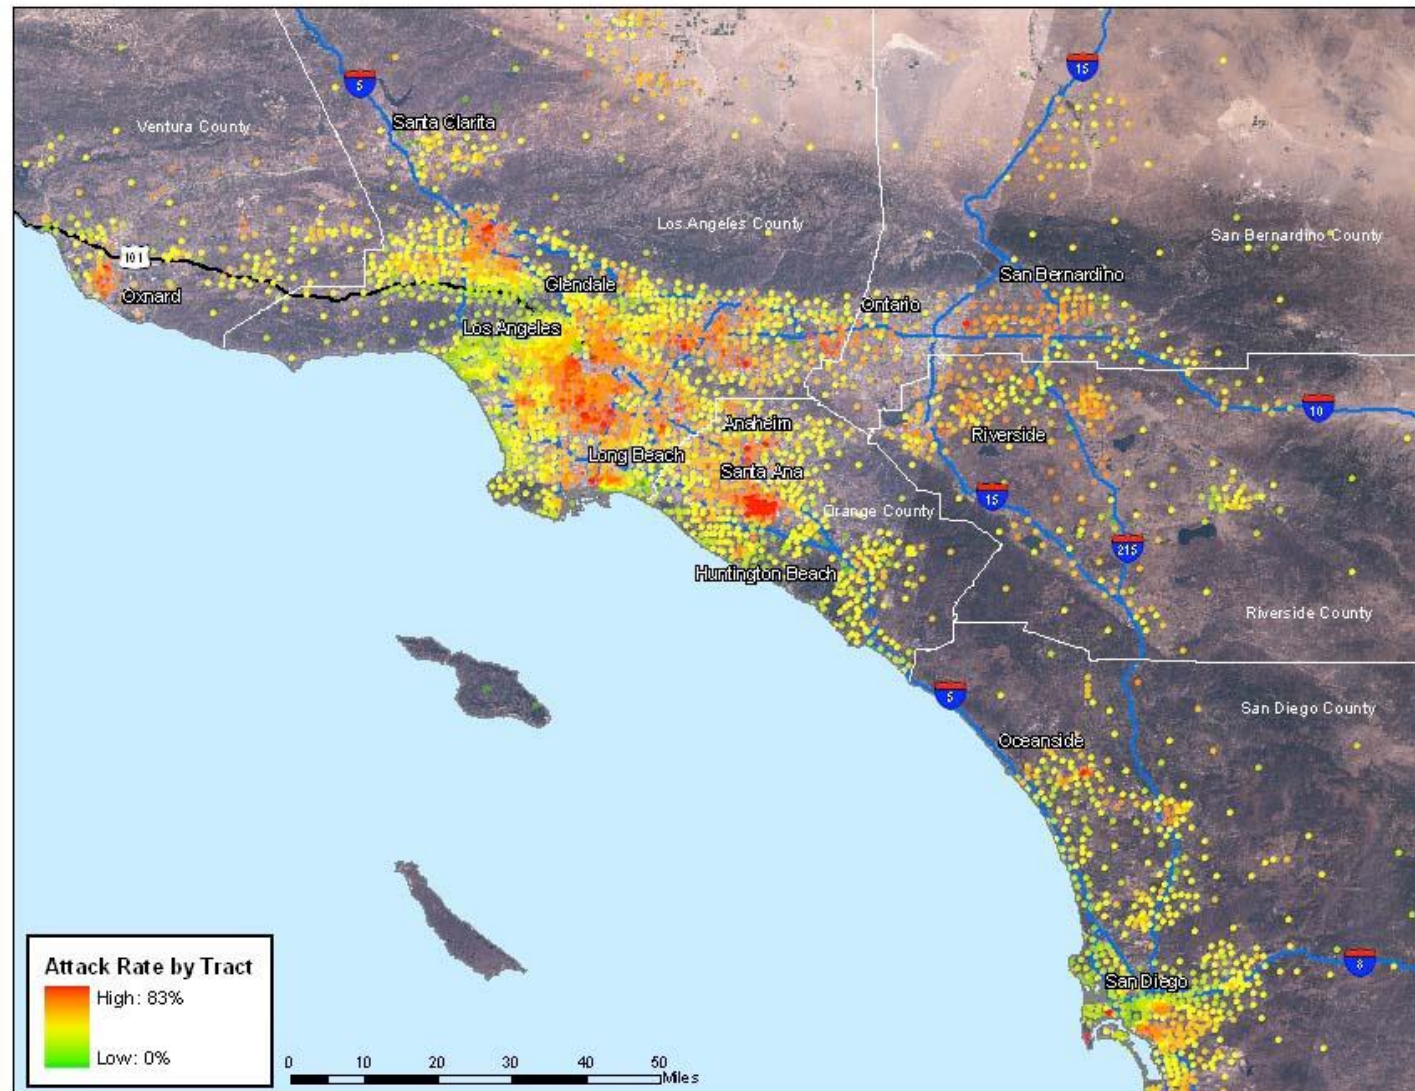 15
5
Santa Clarita
Ventura County
Los Angeles County
San Bernardino County
101
Oxnard
Glendale
San Bernardino
Ontario
Los Angeles
10
Anaheim
Riverside
Long Beach
Santa Ana
15
Orange County
215
Huntington Beach
Riverside County
5
San Diego County
Oceanside
8
San Diego
Attack Rate by Tract
High: 83%
Low: 0%
0 10 20 30 40 50
Miles